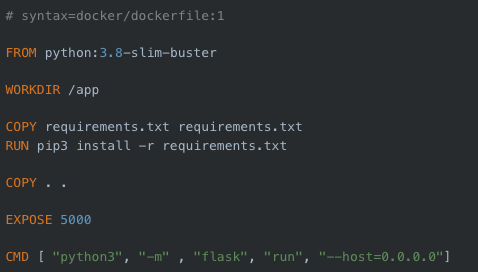 # syntax=docker/dockerfile:1
FROM python:3.8-slim-buster
WORKDIR /app
COPY requirements.txt requirements.txt
RUN pip3 install -r requirements.txt
COPY . .
EXPOSE 5000
CMD [ "python3", "-m" , "flask", "run", "--host=0.0.0.0"]